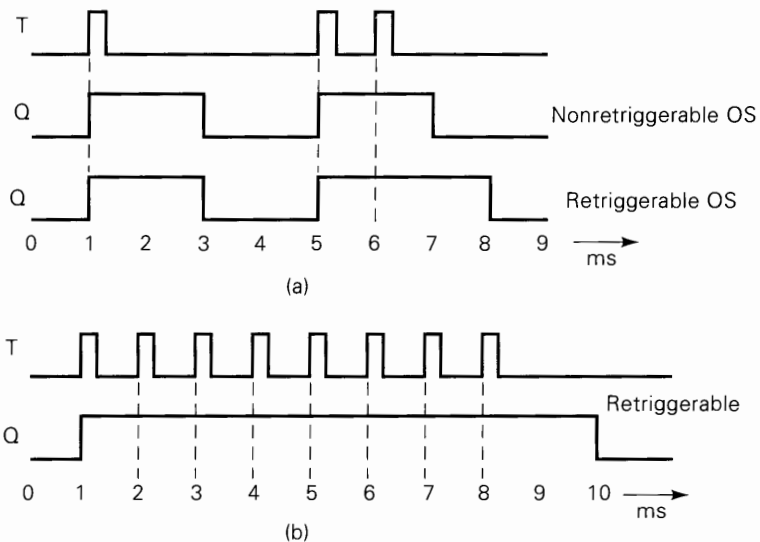 T
Q
Nonretriggerable OS
Q
Retriggerable OS
0 1 2 3 4 5 6 7 8 9
ms
(a)
T
Retriggerable
Q
0 1 2 3 4 5 6 7 8 9 10
ms
(b)